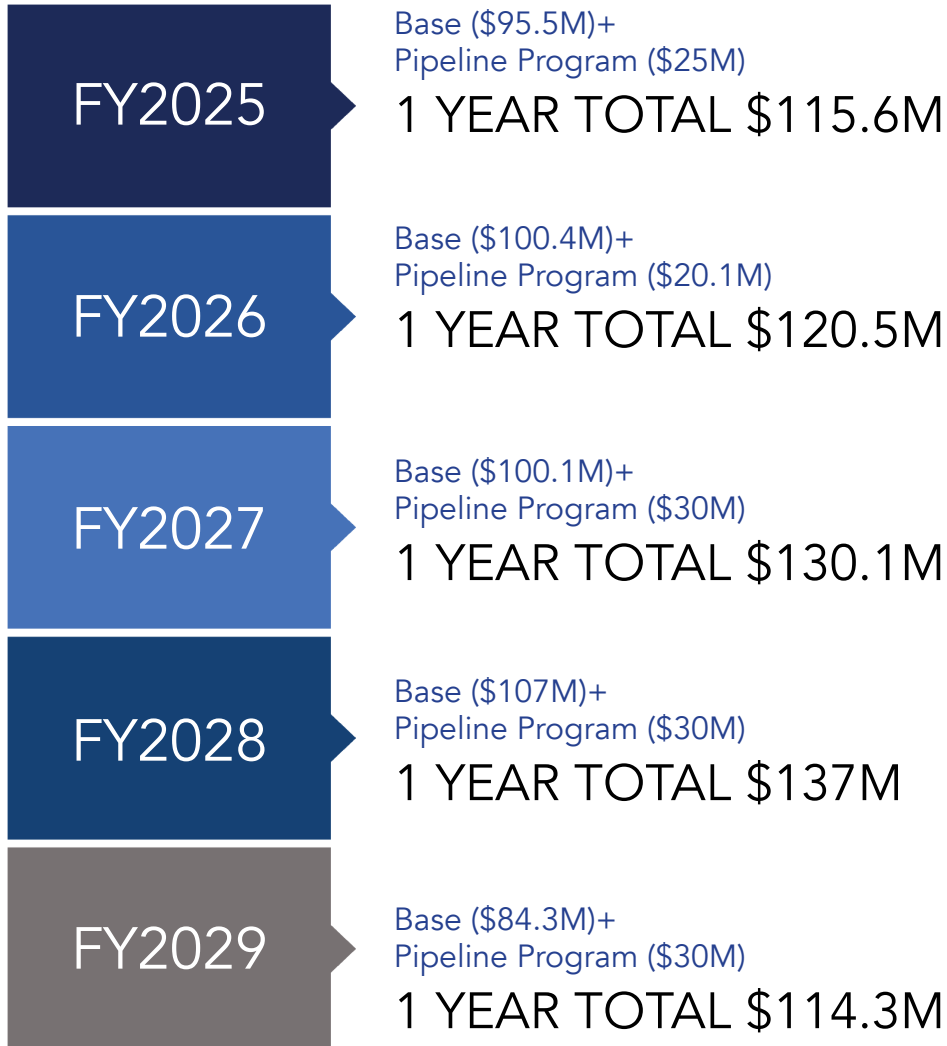 FY2025
Base ($95.5M)+
Pipeline Program ($25M)
1 YEAR TOTAL $115.6M
FY2026
Base ($100.4M)+
Pipeline Program ($20.1M)
1 YEAR TOTAL $120.5M
FY2027
Base ($100.1M)+
Pipeline Program ($30M)
1 YEAR TOTAL $130.1M
FY2028
Base ($107M)+
Pipeline Program ($30M)
1 YEAR TOTAL $137M
FY2029
Base ($84.3M)+
Pipeline Program ($30M)
1 YEAR TOTAL $114.3M